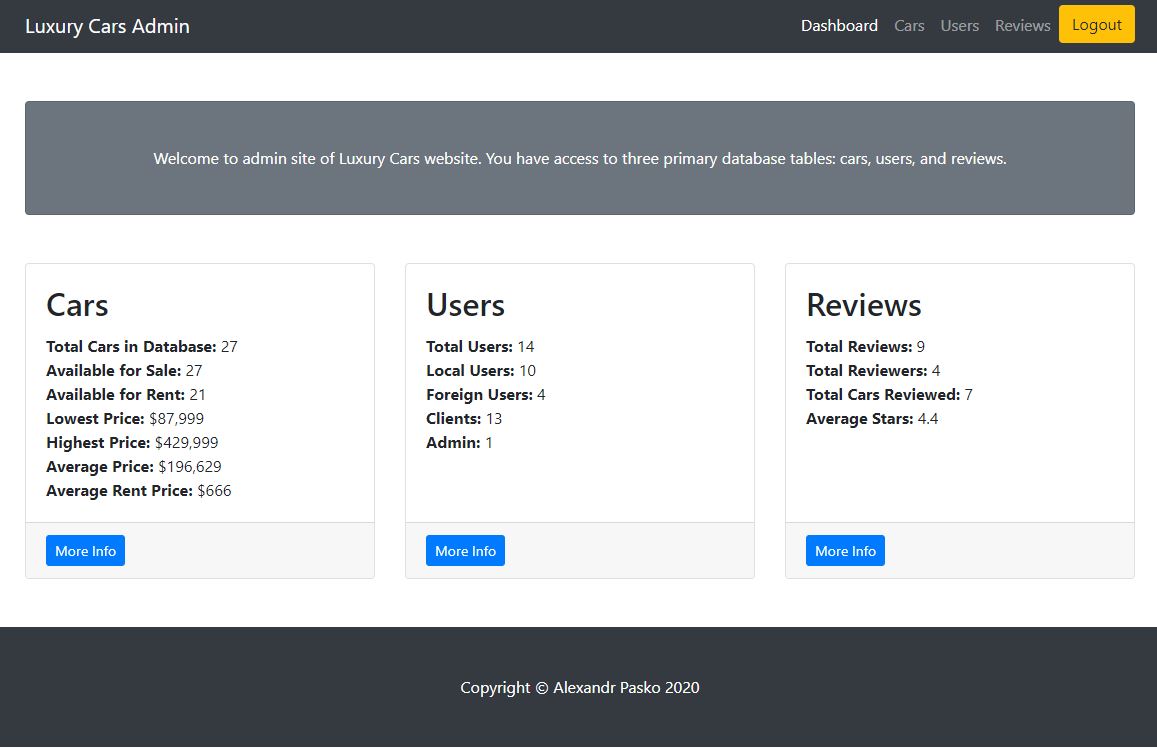 Luxury Cars Admin
Dashboard Cars Users Reviews Logout
Welcome to admin site of Luxury Cars website. You have access to three primary database tables: cars, users, and reviews.
Cars
Total Cars in Database: 27
Available for Sale: 27
Available for Rent: 21
Lowest Price: $87,999
Highest Price: $429,999
Average Price: $196,629
Average Rent Price: $666
More Info
Users
Total Users: 14
Local Users: 10
Foreign Users: 4
Clients: 13
Admin: 1
More Info
Reviews
Total Reviews: 9
Total Reviewers: 4
Total Cars Reviewed: 7
Average Stars: 4.4
More Info
Copyright © Alexandr Pasko 2020